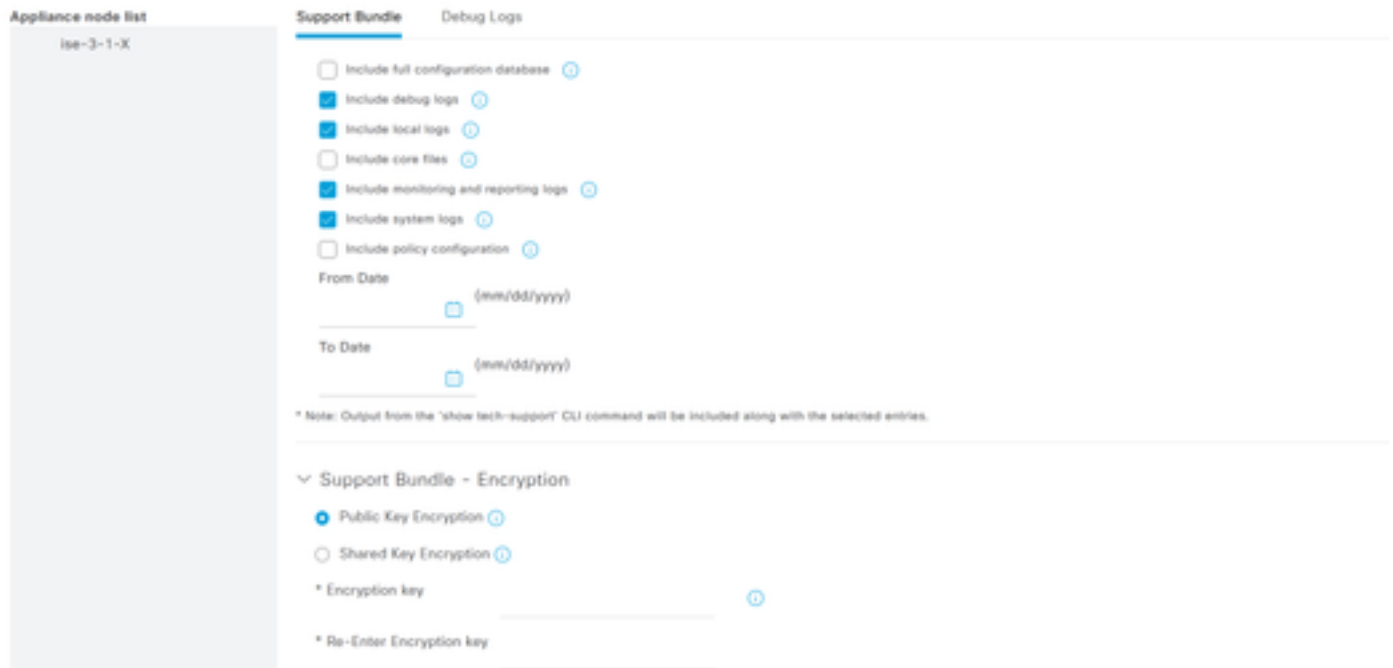 Appliance node list
ise-3-1-X
Support Bundle Debug Logs
Include full configuration database
Include debug logs
Include local logs
Include core files
Include monitoring and reporting logs
Include system logs
Include policy configuration
From Date
(mm/dd/yyyy)
To Date
(mm/dd/yyyy)
* Note: Output from the 'show tech-support' CLI command will be included along with the selected entries.
Support Bundle - Encryption
Public Key Encryption
Shared Key Encryption
* Encryption key
* Re-Enter Encryption key